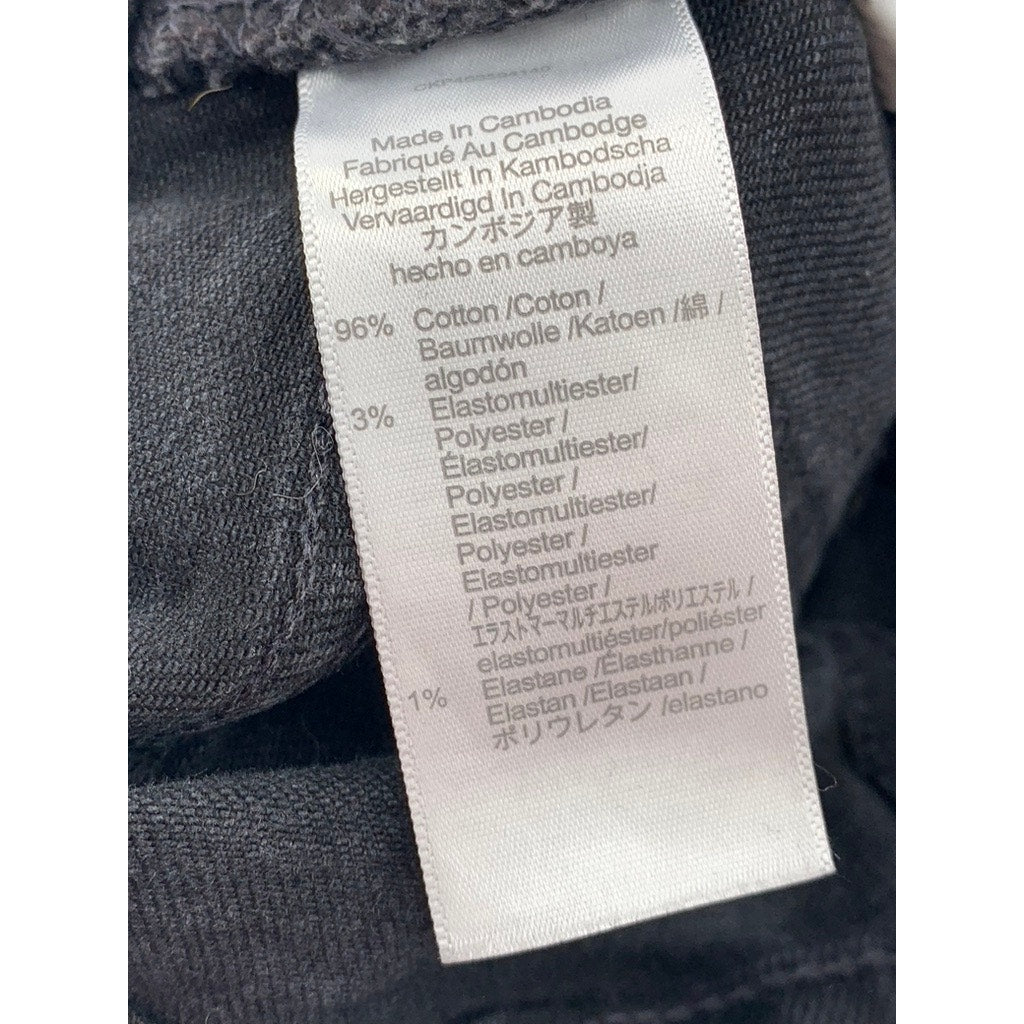 Made In Cambodia
Fabriqué Au Cambodge
Hergestellt In Kambodscha
Vervaardigd In Cambodja
カンボジア製
hecho en camboya
96% Cotton /Coton /
Baumwolle /Katoen /綿 /
algodón
3% Elastomultiester/
Polyester /
Élastomultiester/
Polyester /
Elastomultiester/
Polyester /
Elastomultiester
/ Polyester /
エラストマーマルチエステル/ポリエステル /
elastomultiéster/poliéster
1% Elastane /Élasthanne /
Elastan /Elastaan /
ポリウレタン /elastano